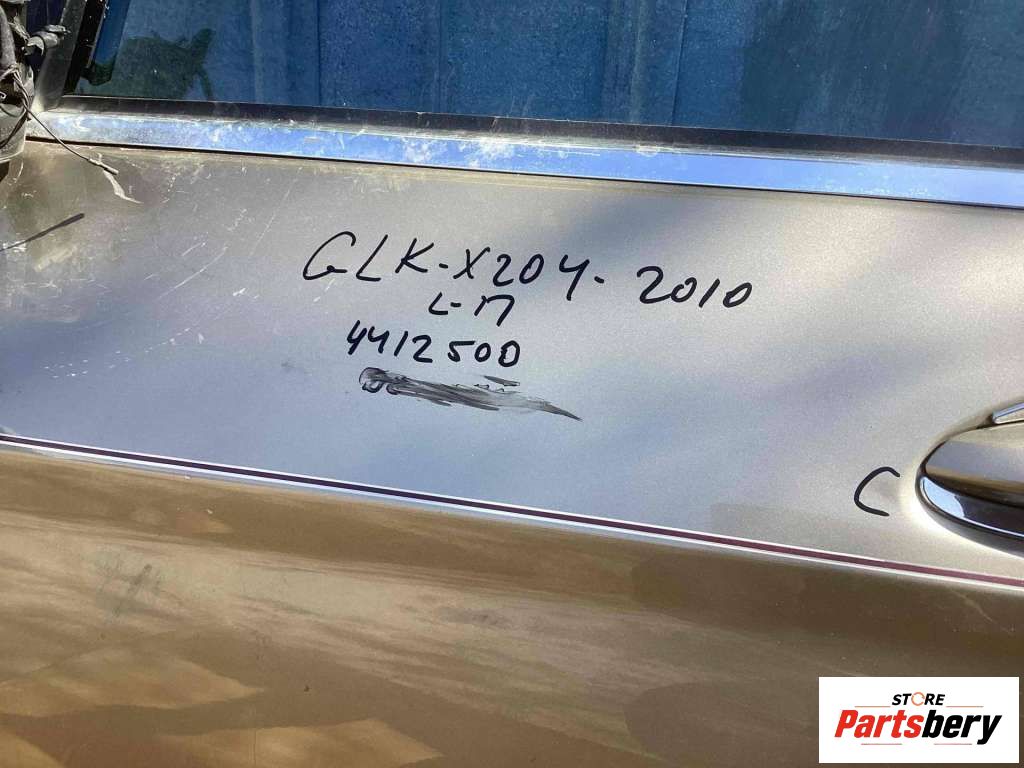 GLK-X204-2010
L-П
4412500
C
STORE
Partsbery